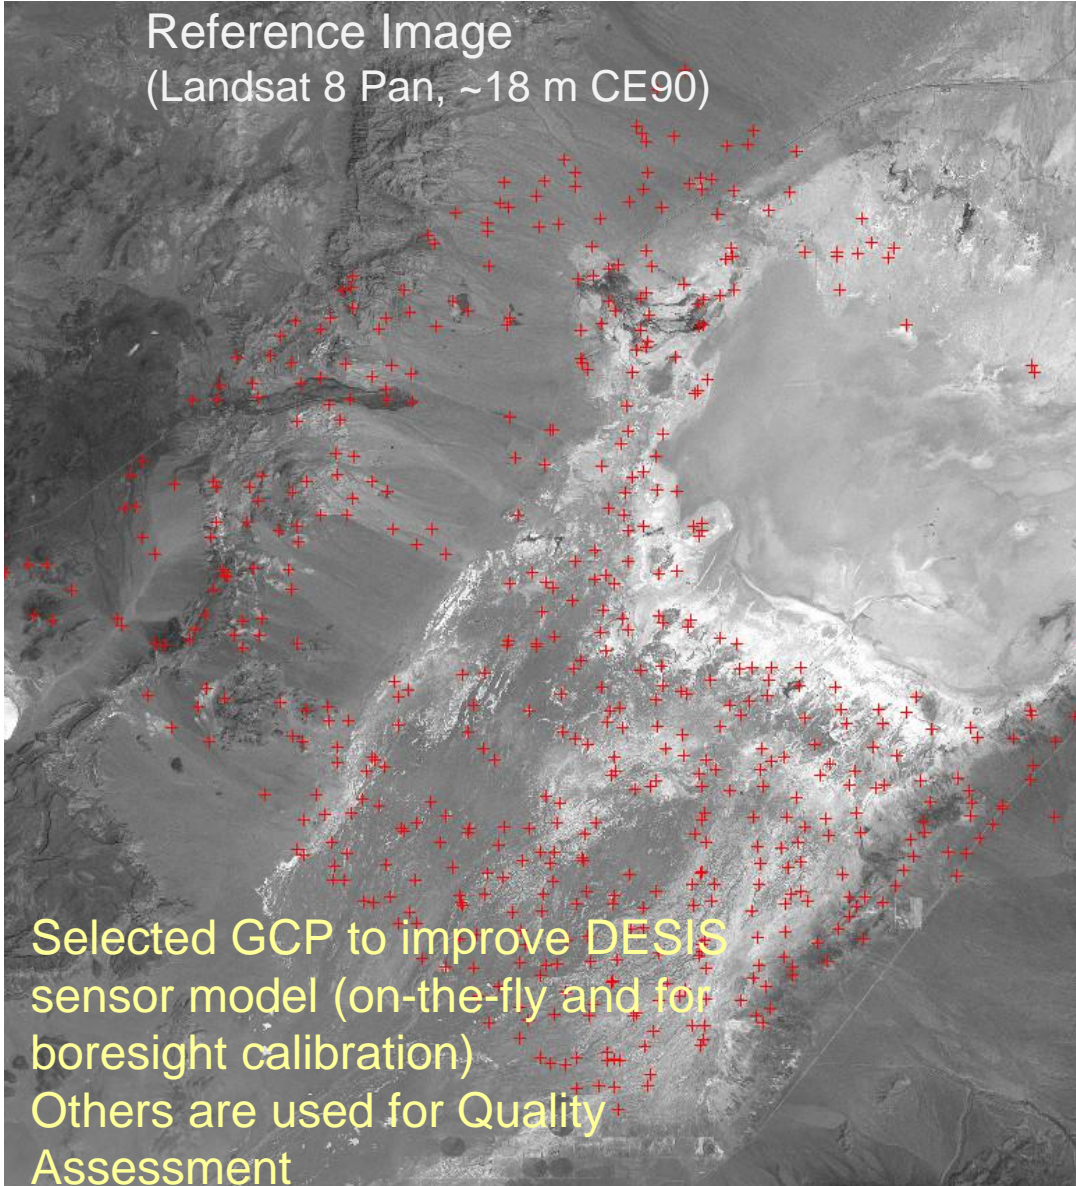 Reference Image
(Landsat 8 Pan, ~18 m CE90)
Selected GCP to improve DESIS
sensor model (on-the-fly and for
boresight calibration)
Others are used for Quality
Assessment